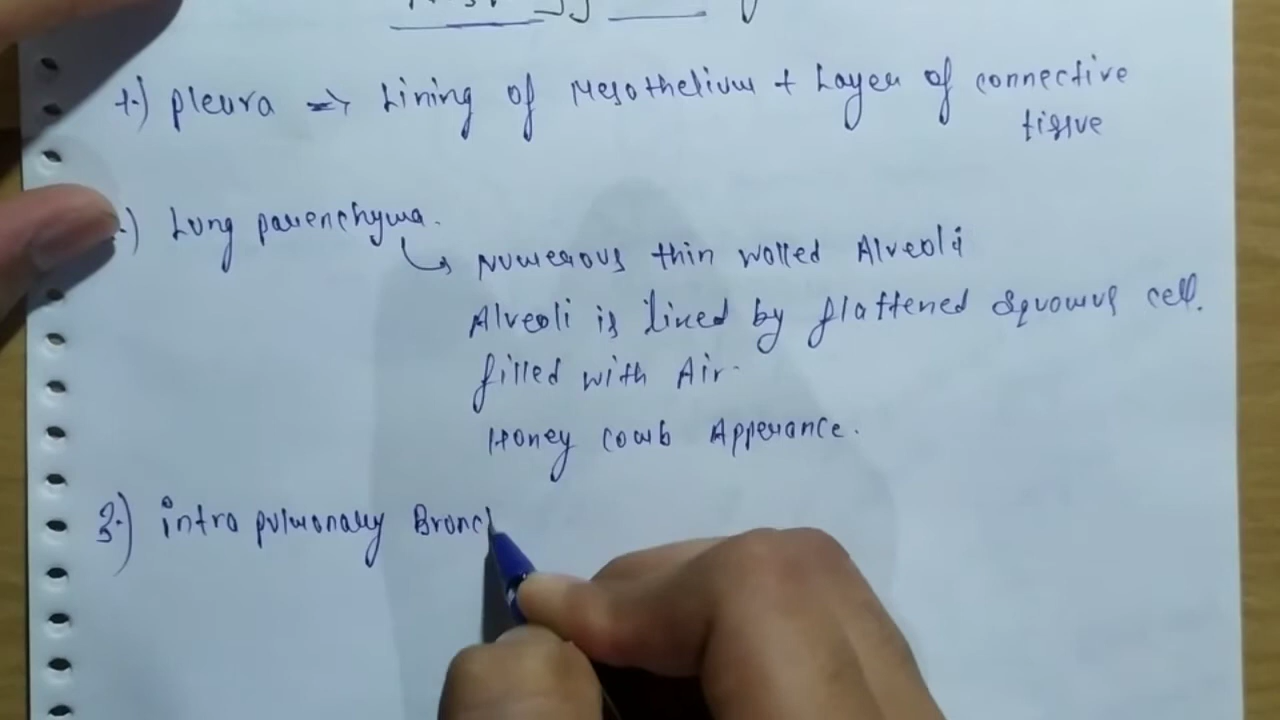 1.) pleura => Lining of Mesothelium + Layer of connective
tissue
.) Lung parenchyma.
↳ Numerous thin walled Alveoli
Alveoli is lined by flattened squamus cell.
filled with Air.
Honey comb Apperance.
3.) intra pulmonary Bronch